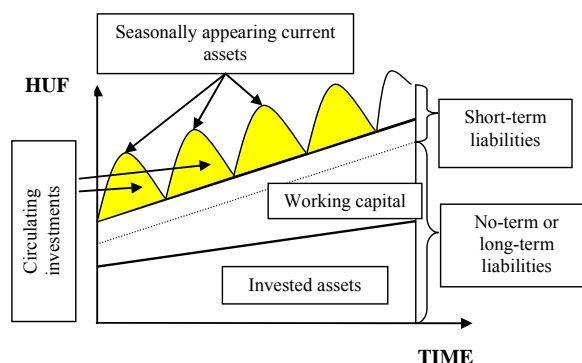 Seasonally appearing current
assets
HUF
Short-term
liabilities
Circulating
investments
Working capital
No-term or
long-term
liabilities
Invested assets
TIME